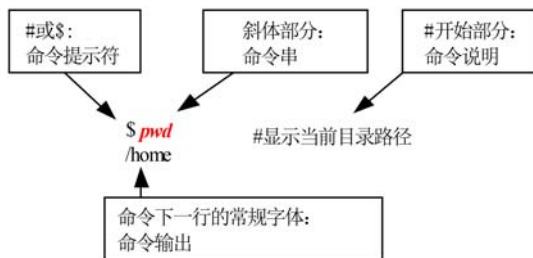 #或$:
命令提示符
斜体部分:
命令串
#开始部分:
命令说明
$ pwd
#显示当前目录路径
/home
命令下一行的常规字体:
命令输出